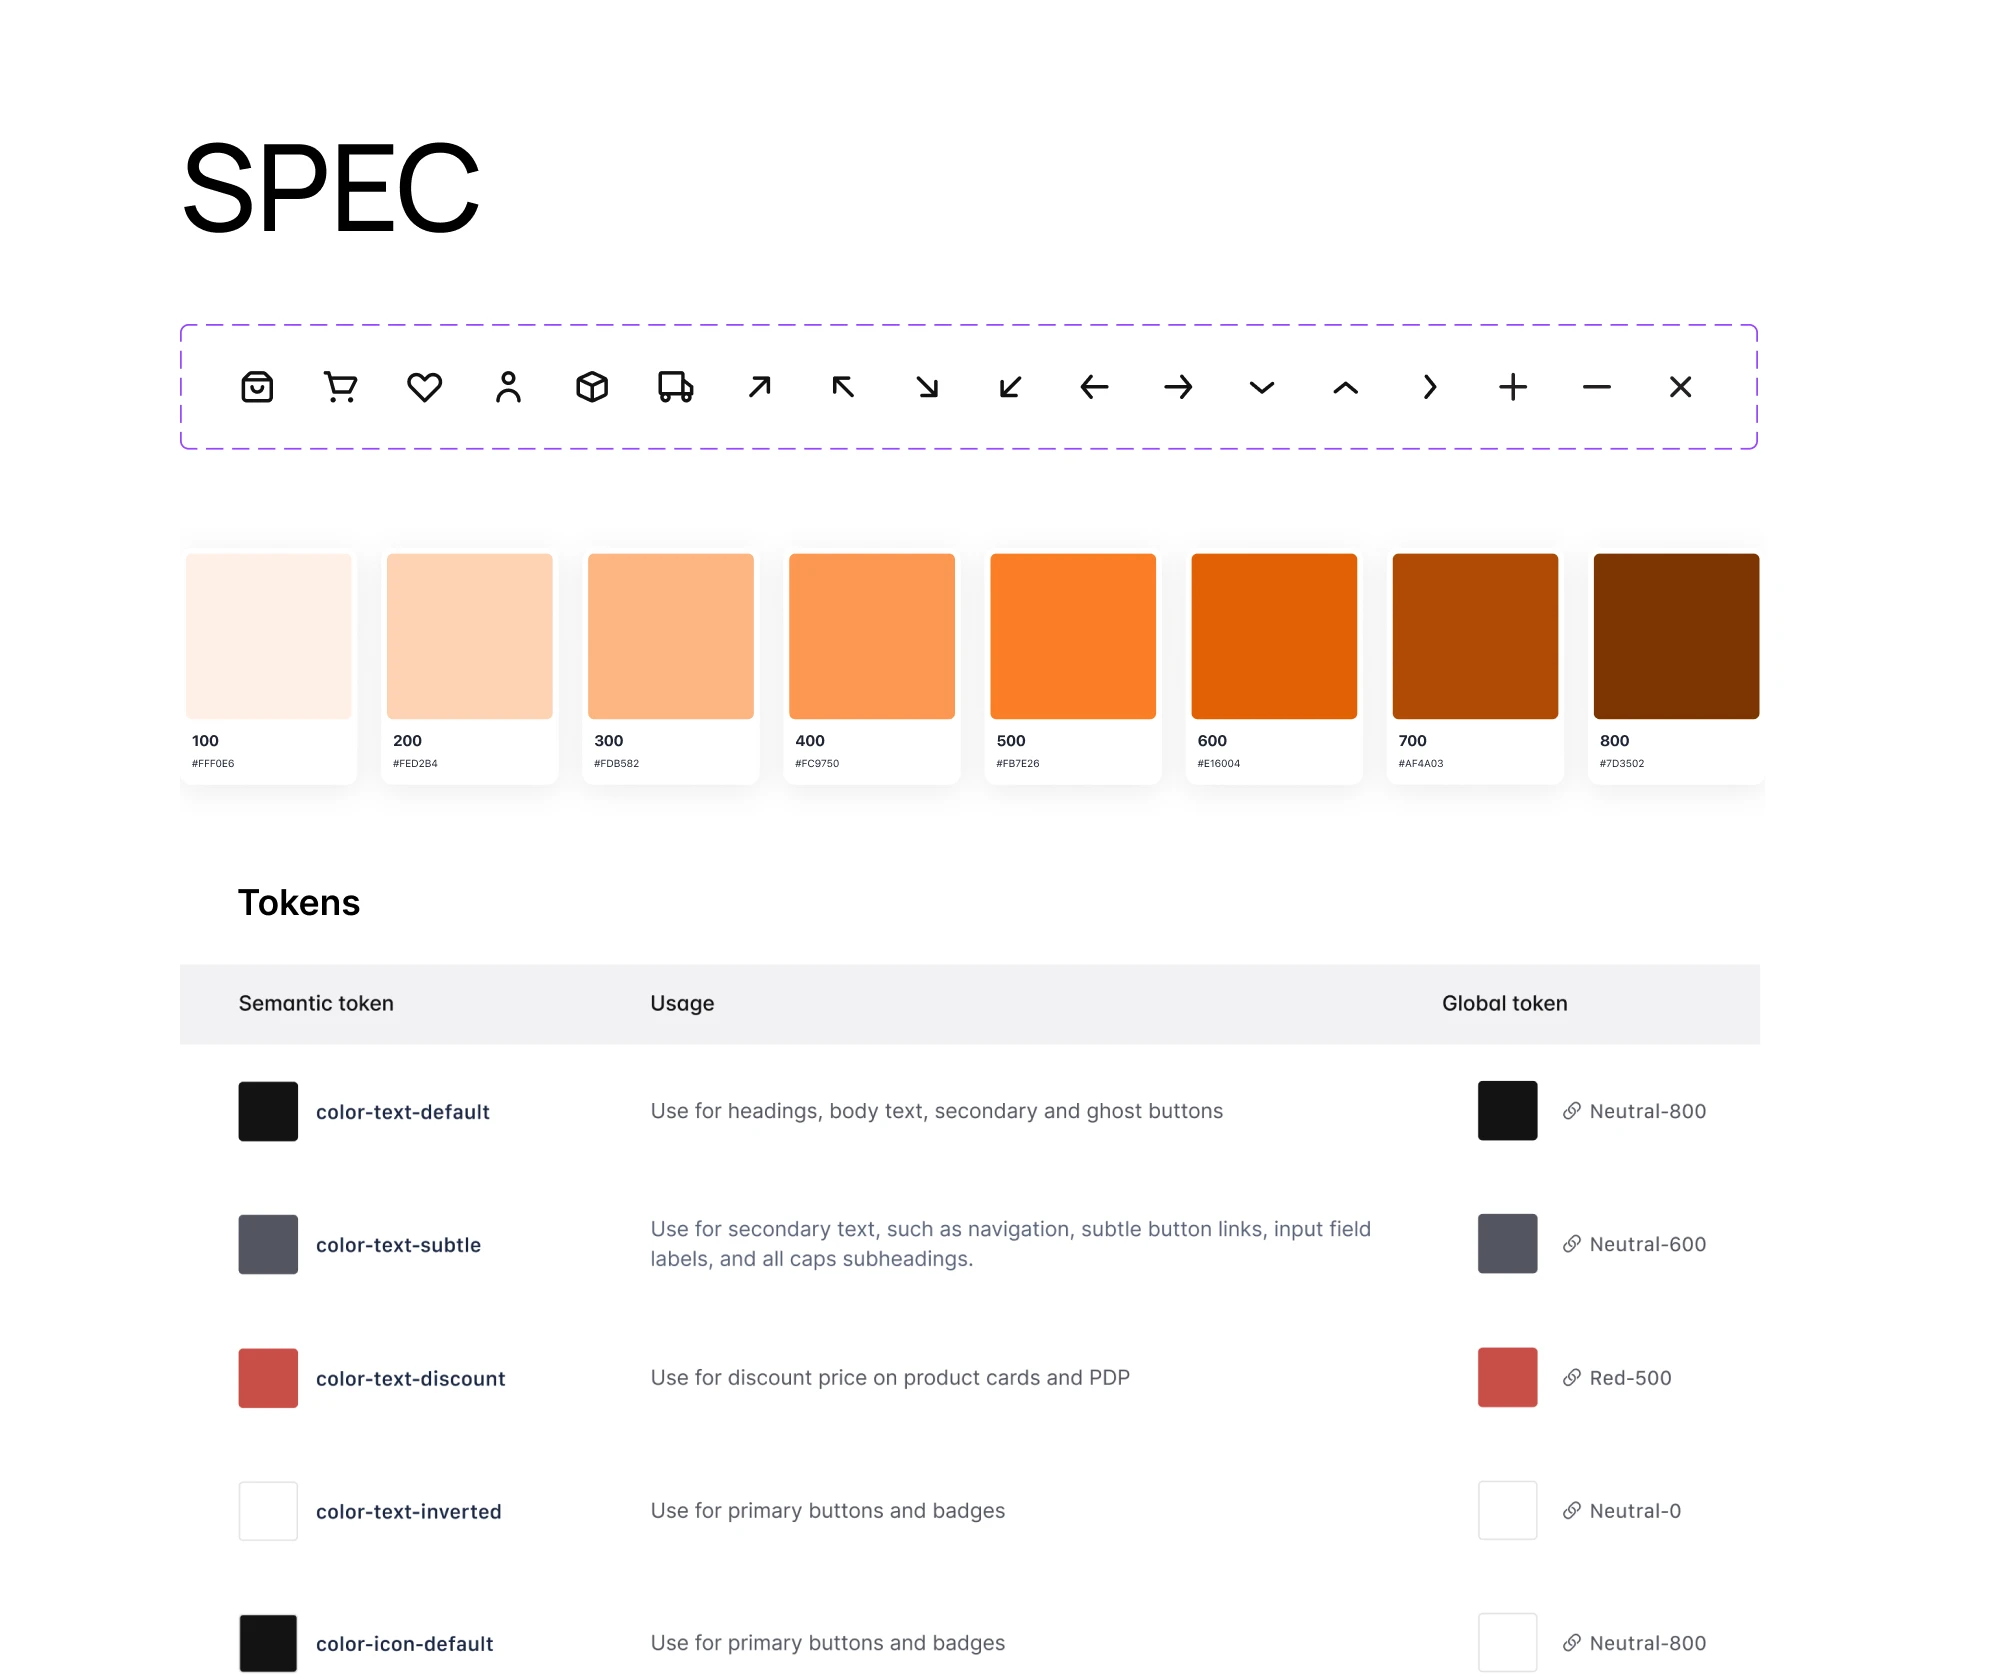 SPEC
100
#FFF0E6
200
#FED2B4
300
#FDB582
400
#FC9750
500
#FB7E26
600
#E16004
700
#AF4A03
800
#7D3502
Tokens
Semantic token
Usage
Global token
color-text-default
Use for headings, body text, secondary and ghost buttons
Neutral-800
color-text-subtle
Use for secondary text, such as navigation, subtle button links, input field
labels, and all caps subheadings.
Neutral-600
color-text-discount
Use for discount price on product cards and PDP
Red-500
color-text-inverted
Use for primary buttons and badges
Neutral-0
color-icon-default
Use for primary buttons and badges
Neutral-800